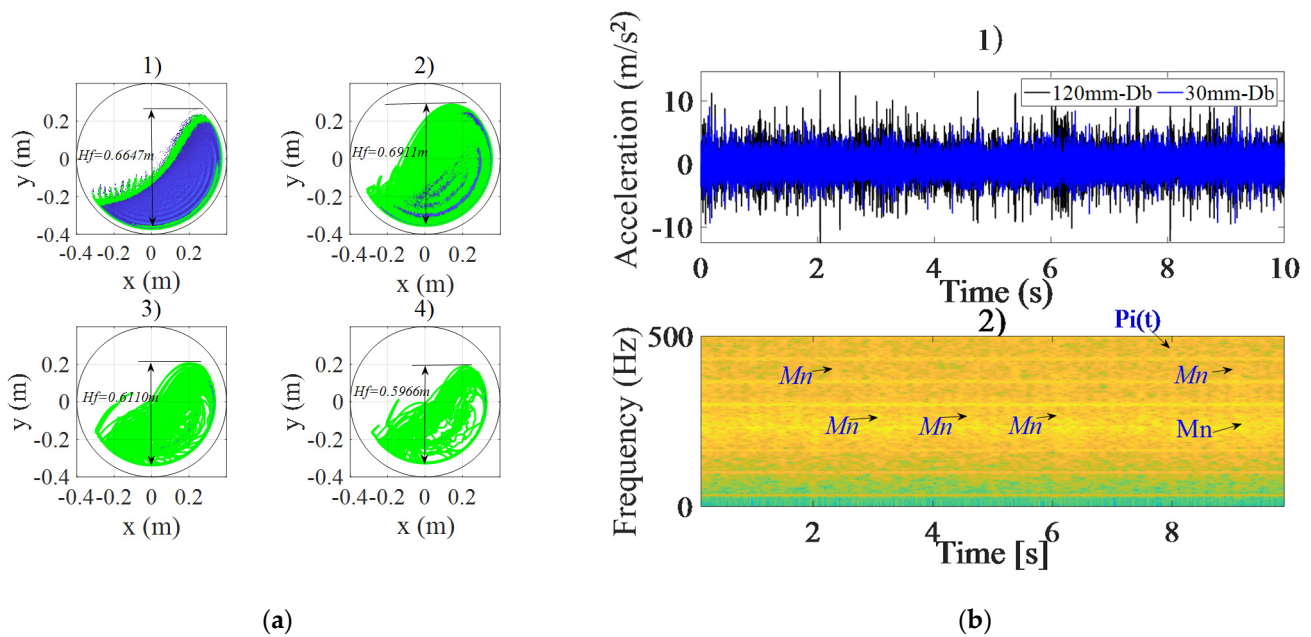 1)
0.2
0
-0.2
-0.4
y (m)
Hf=0.6647m
-0.4 -0.2 0 0.2
x (m)
2)
0.2
0
-0.2
-0.4
y (m)
Hf=0.6911m
-0.4 -0.2 0 0.2
x (m)
3)
0.2
0
-0.2
-0.4
y (m)
Hf=0.6110m
-0.4 -0.2 0 0.2
x (m)
4)
0.2
0
-0.2
-0.4
y (m)
Hf=0.5966m
-0.4 -0.2 0 0.2
x (m)
(a)
1)
Acceleration (m/s²)
10
0
-10
120mm-Db 30mm-Db
0 2 4 6 8 10
Time (s)
2)
Pi(t)
Frequency (Hz)
500
0
Mn Mn
Mn Mn Mn Mn
2 4 6 8
Time [s]
(b)